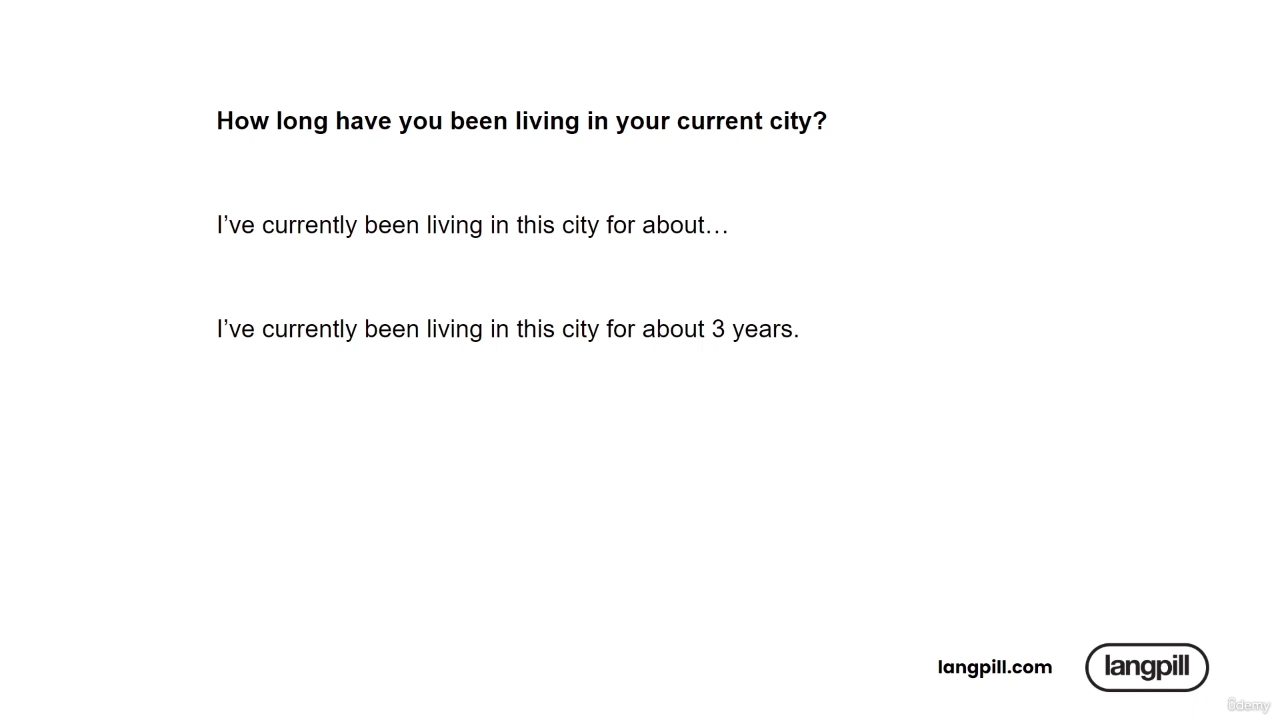 How long have you been living in your current city?
I’ve currently been living in this city for about…
I’ve currently been living in this city for about 3 years.
langpill.com
langpill
ûdemy